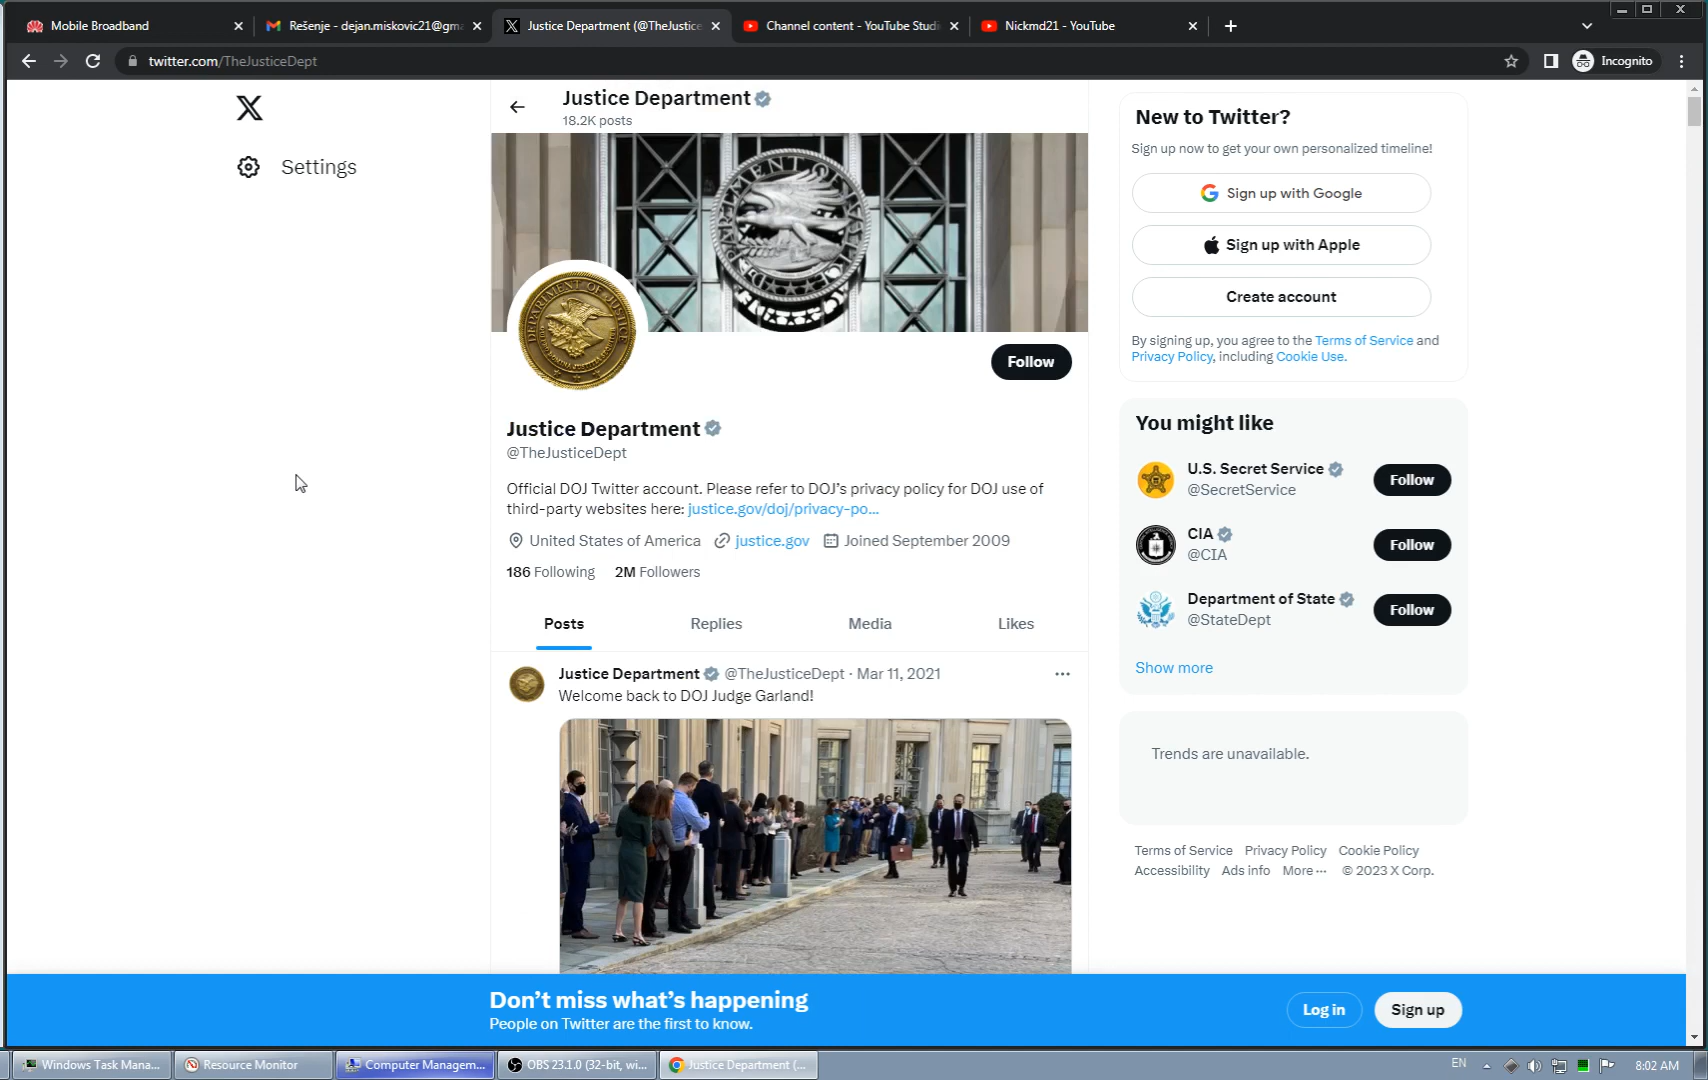 Mobile Broadband
Rešenje - dejan.miskovic21@gma
Justice Department (@TheJustice
Channel content - YouTube Studi
Nickmd21 - YouTube
twitter.com/TheJusticeDept
Incognito
Settings
Justice Department
18.2K posts
Follow
Justice Department
@TheJusticeDept
Official DOJ Twitter account. Please refer to DOJ's privacy policy for DOJ use of
third-party websites here: justice.gov/doj/privacy-po...
United States of America justice.gov Joined September 2009
186 Following 2M Followers
Posts Replies Media Likes
Justice Department @TheJusticeDept · Mar 11, 2021
Welcome back to DOJ Judge Garland!
New to Twitter?
Sign up now to get your own personalized timeline!
Sign up with Google
Sign up with Apple
Create account
By signing up, you agree to the Terms of Service and
Privacy Policy, including Cookie Use.
You might like
U.S. Secret Service
@SecretService
Follow
CIA
@CIA
Follow
Department of State
@StateDept
Follow
Show more
Trends are unavailable.
Terms of Service Privacy Policy Cookie Policy
Accessibility Ads info More ··· © 2023 X Corp.
Don't miss what's happening
People on Twitter are the first to know.
Log in
Sign up
Windows Task Mana...
Resource Monitor
Computer Managem...
OBS 23.1.0 (32-bit, wi...
Justice Department (...
EN
8:02 AM